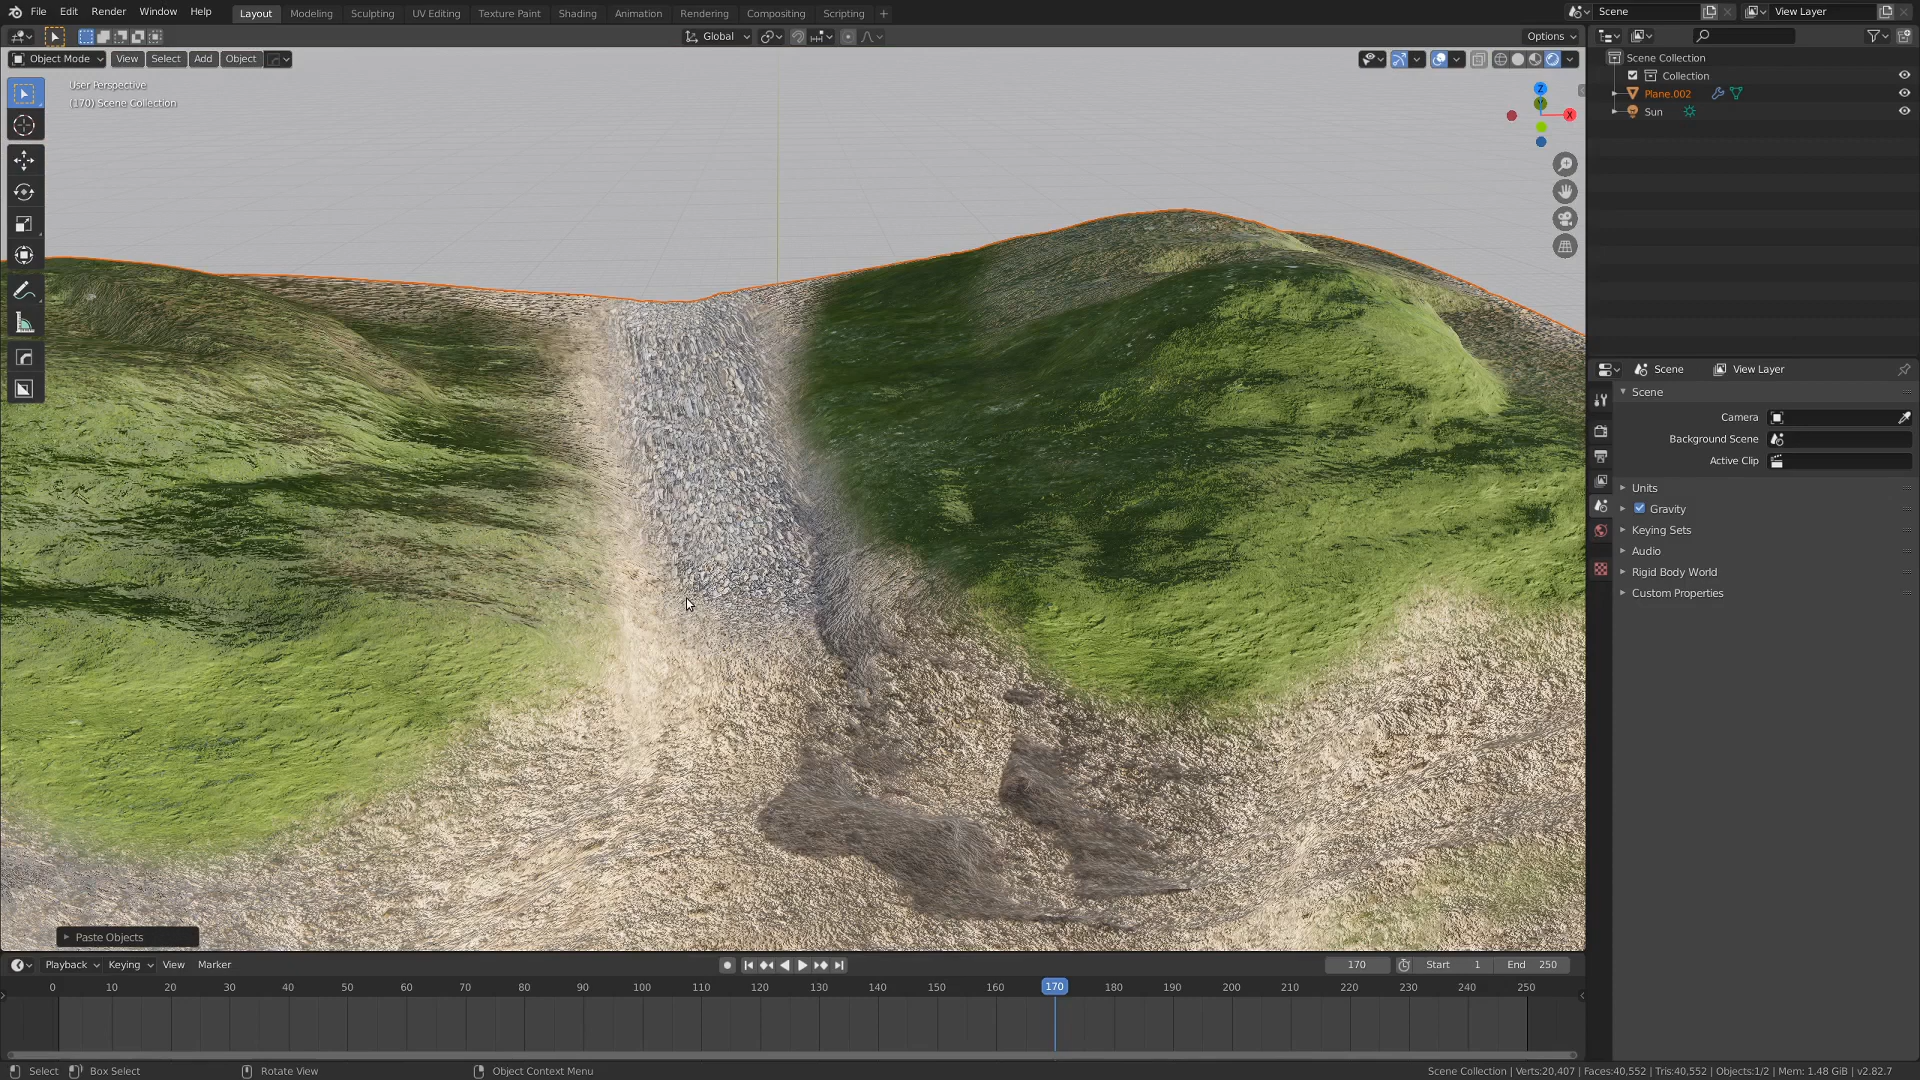 File Edit Render Window Help Layout Modeling Sculpting UV Editing Texture Paint Shading Animation Rendering Compositing Scripting + Scene View Layer
Global Options
Object Mode View Select Add Object
User Perspective
(170) Scene Collection
Z
Y
X
Scene Collection
Collection
Plane.002
Sun
Scene View Layer
Scene
Camera
Background Scene
Active Clip
Units
Gravity
Keying Sets
Audio
Rigid Body World
Custom Properties
Paste Objects
Playback Keying View Marker 170 Start 1 End 250
0 10 20 30 40 50 60 70 80 90 100 110 120 130 140 150 160 170 180 190 200 210 220 230 240 250
Select Box Select Rotate View Object Context Menu Scene Collection | Verts:20,407 | Faces:40,552 | Tris:40,552 | Objects:1/2 | Mem: 1.48 GiB | v2.82.7